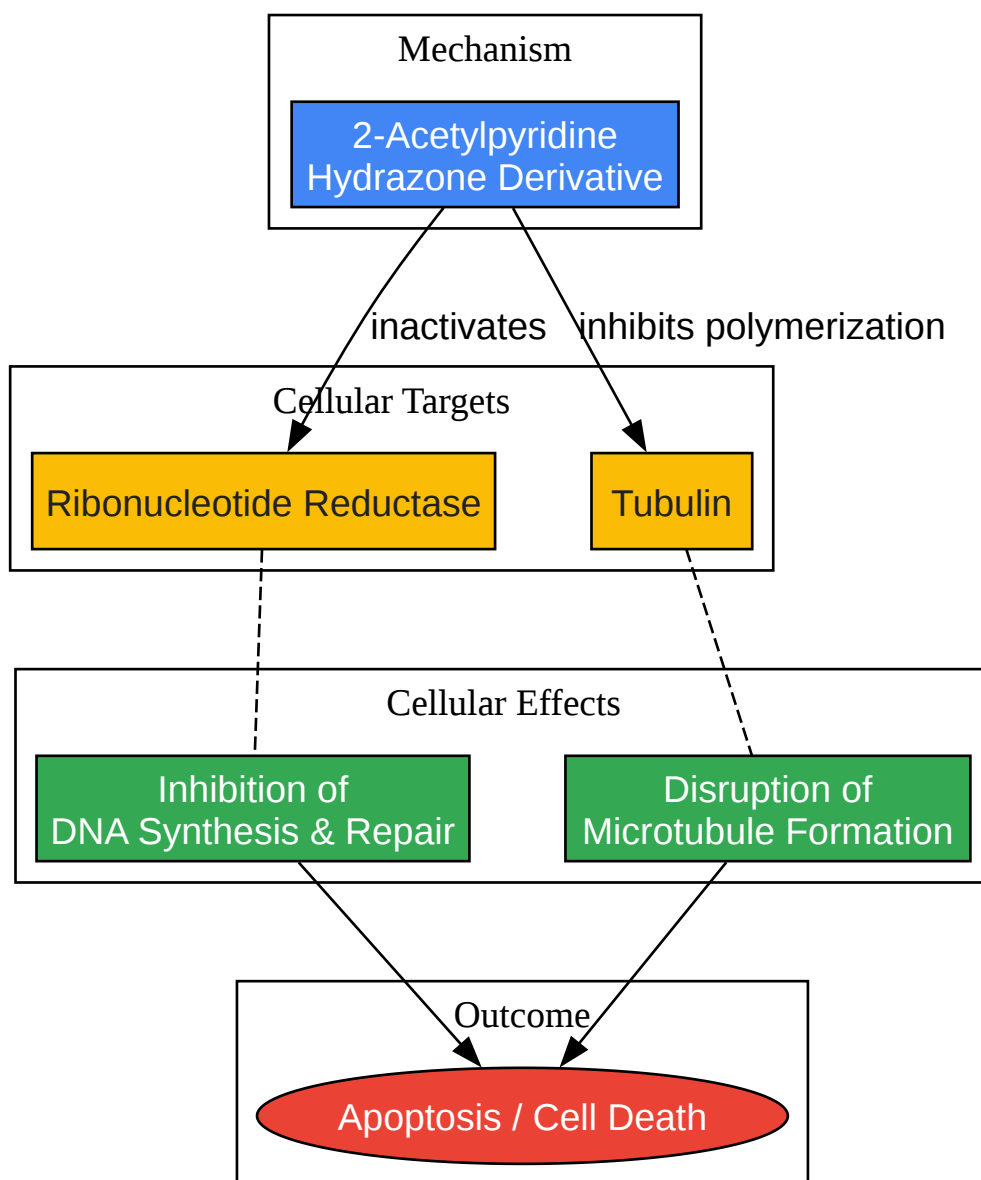 Mechanism
2-Acetylpyridine
Hydrazone Derivative
inactivates
inhibits polymerization
Cellular Targets
Ribonucleotide Reductase
Tubulin
Cellular Effects
Inhibition of
DNA Synthesis & Repair
Disruption of
Microtubule Formation
Outcome
Apoptosis / Cell Death